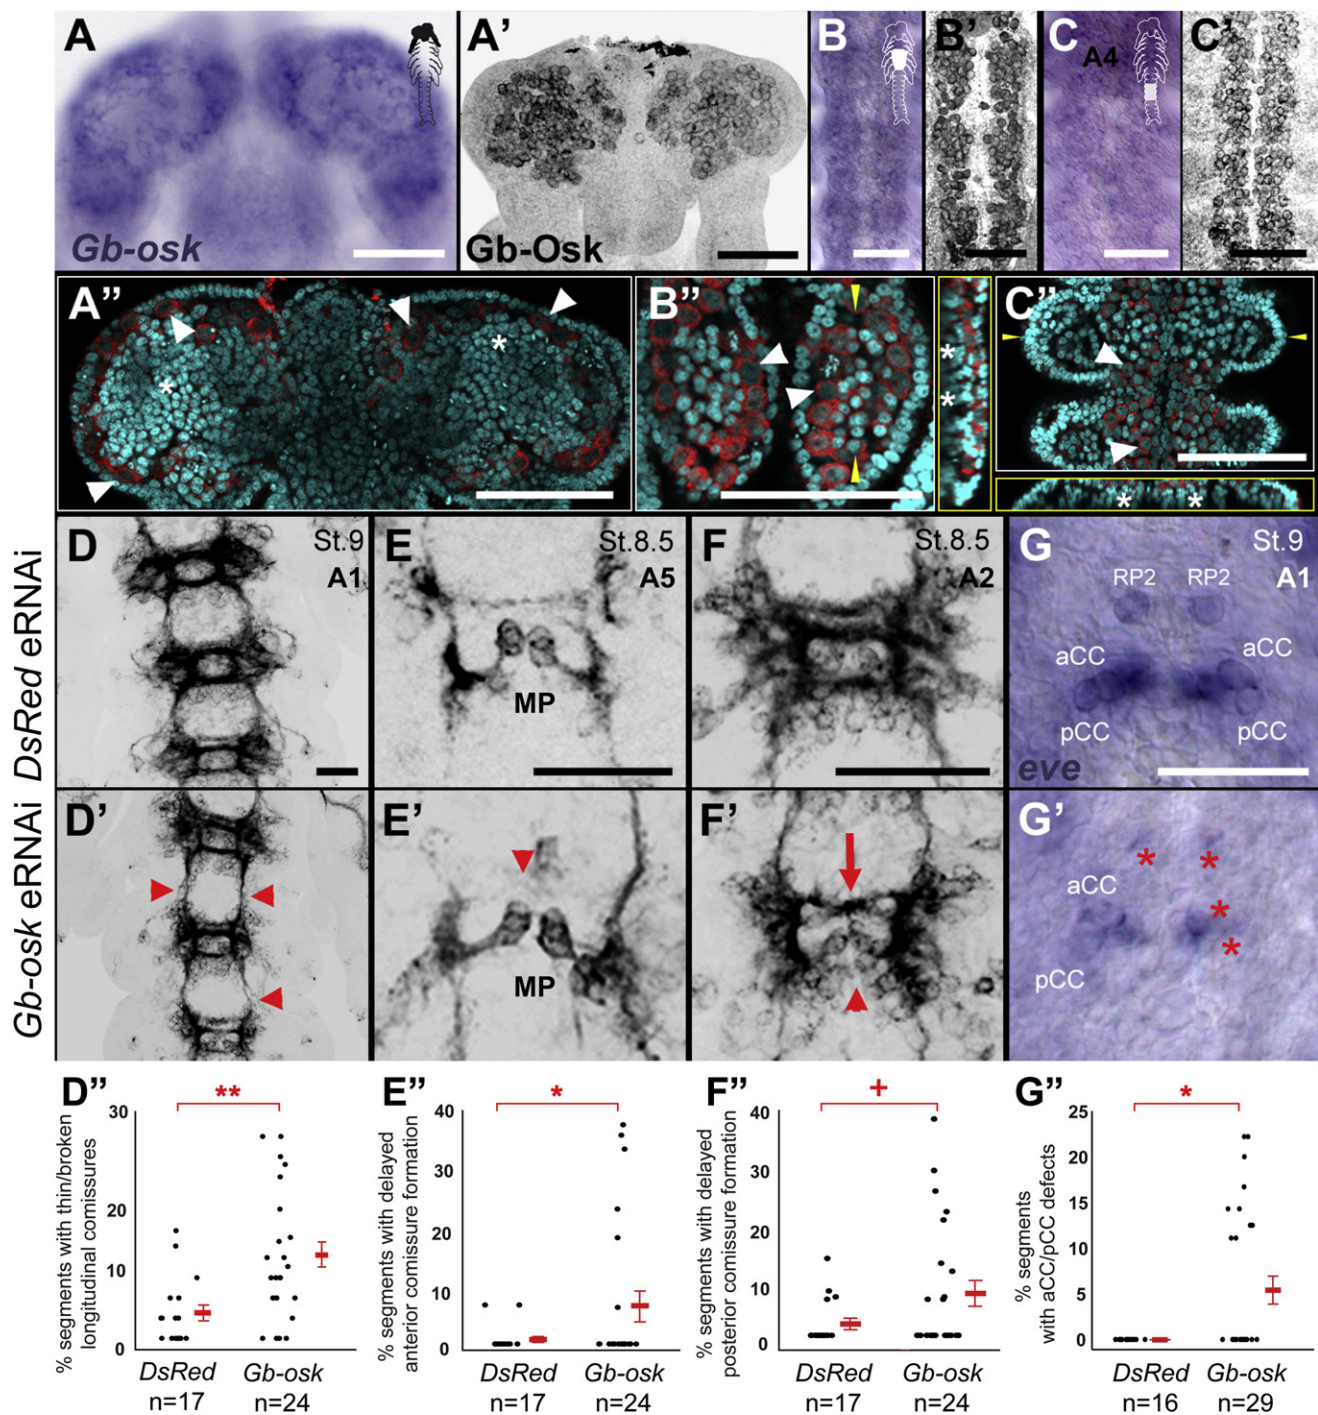 A
Gb-osk
A'
Gb-Osk
B
B'
C
A4
C'
A"
B"
C"
DsRed eRNAi
Gb-osk eRNAi
D
St.9
A1
E
St.8.5
A5
MP
F
St.8.5
A2
G
St.9
A1
RP2
RP2
aCC
aCC
pCC
pCC
eve
D'
E'
MP
F'
G'
aCC
pCC
D"
**
% segments with thin/broken
longitudinal comissures
30
20
10
0
DsRed
Gb-osk
n=17
n=24
E"
*
% segments with delayed
anterior comissure formation
40
30
20
10
0
DsRed
Gb-osk
n=17
n=24
F"
+
% segments with delayed
posterior comissure formation
40
30
20
10
0
DsRed
Gb-osk
n=17
n=24
G"
*
% segments
with aCC/pCC defects
25
20
15
10
5
0
DsRed
Gb-osk
n=16
n=29